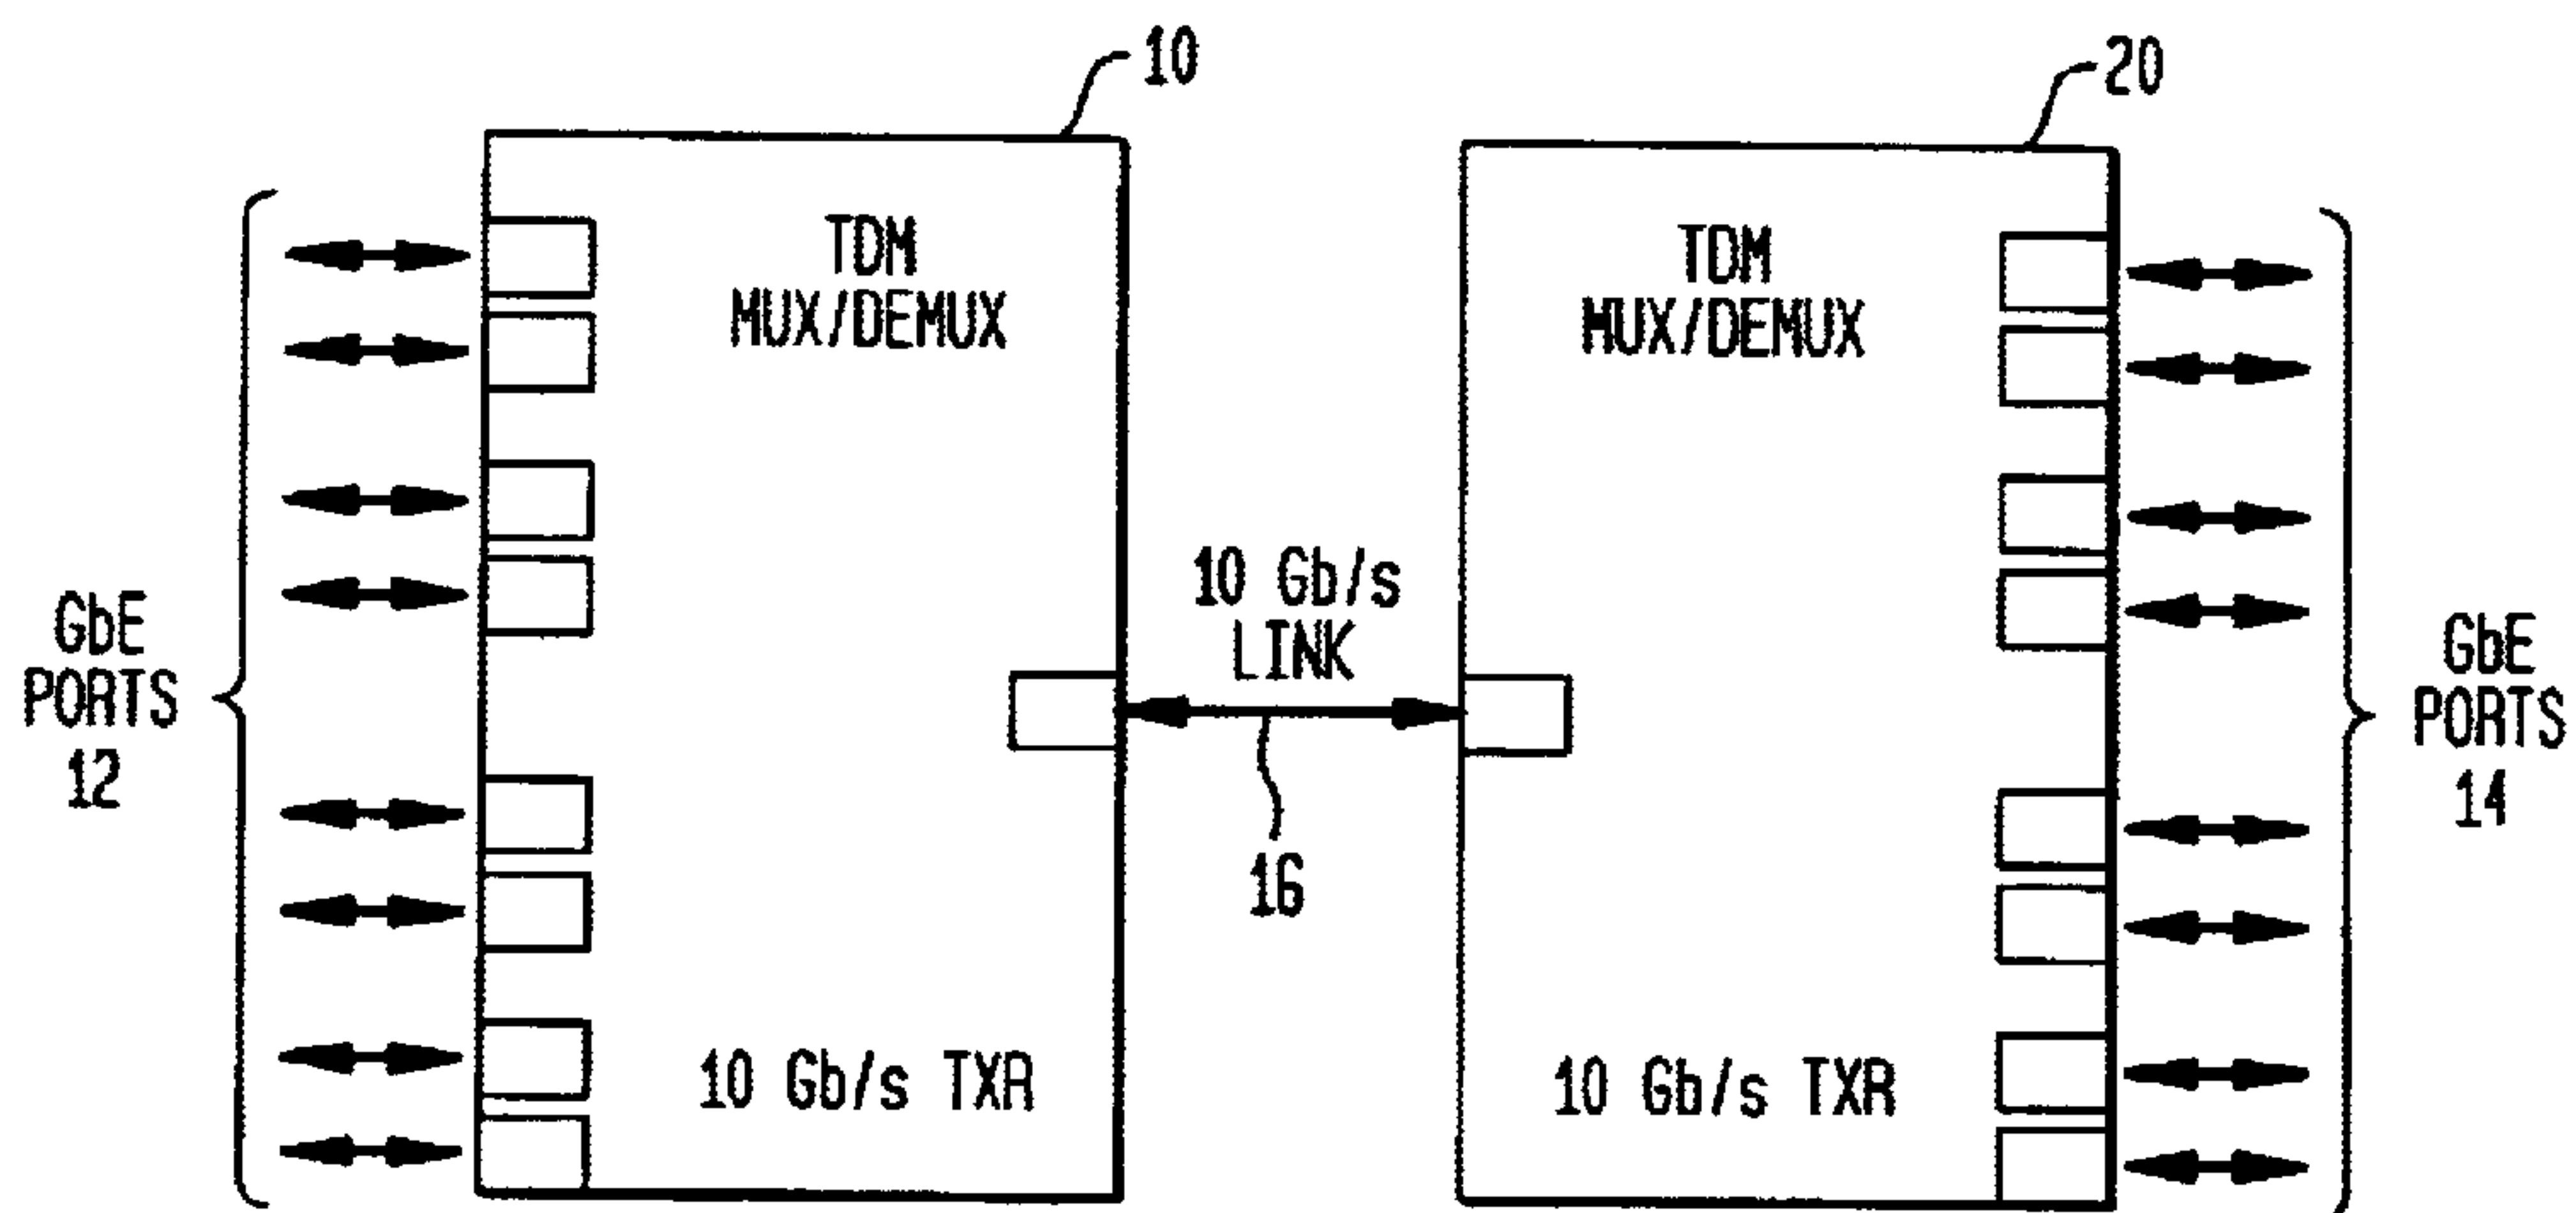 10
20
TDM
MUX/DEMUX
TDM
MUX/DEMUX
10 Gb/s
LINK
GbE
PORTS
12
GbE
PORTS
14
16
10 Gb/s TXR
10 Gb/s TXR